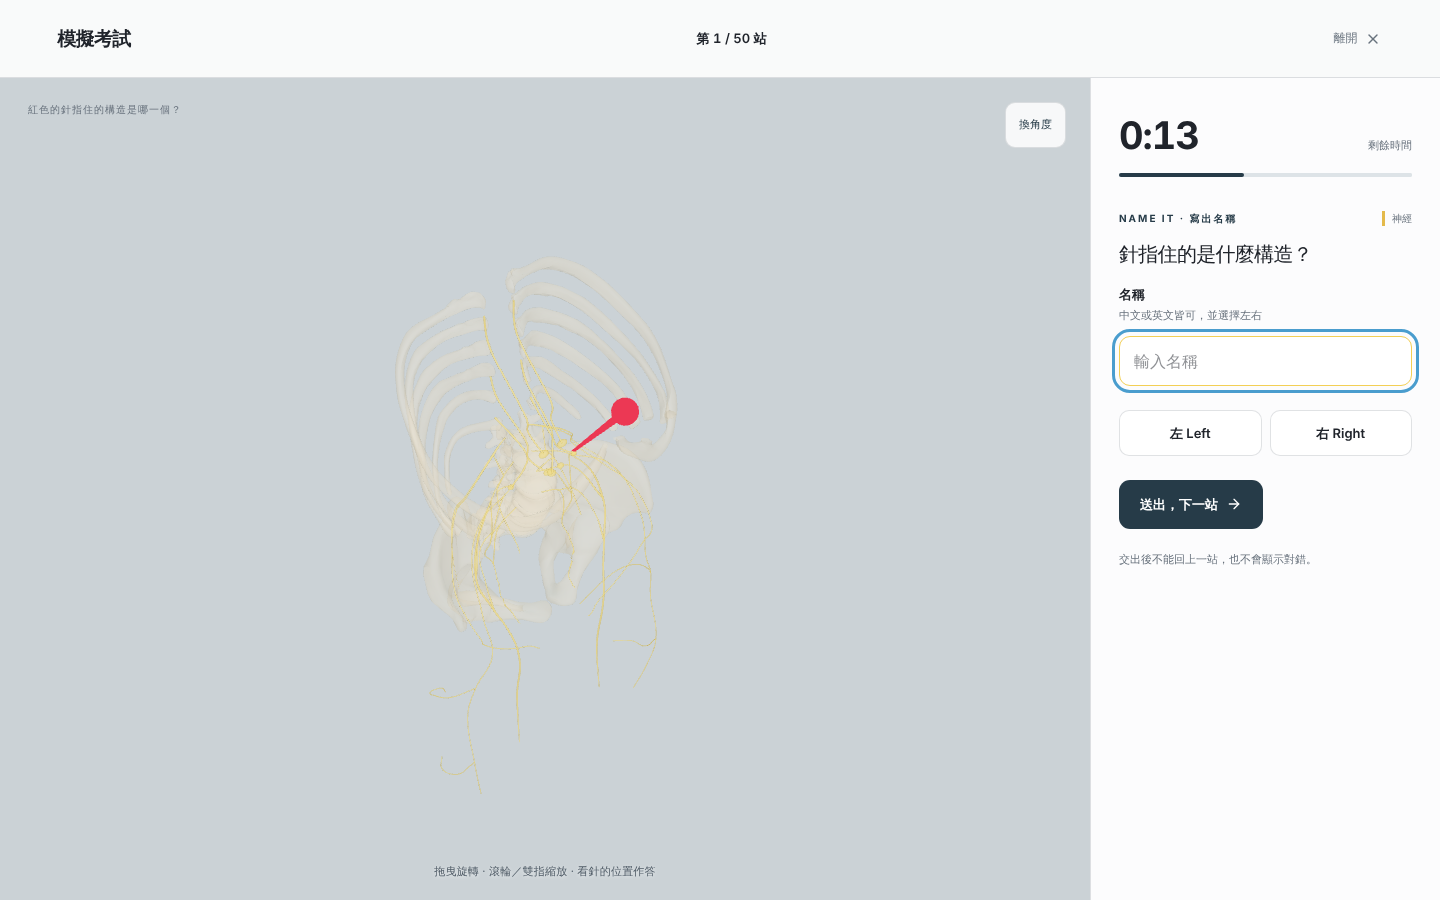 模擬考試
第 1 / 50 站
離開
紅色的針指住的構造是哪一個？
換角度
0:13
剩餘時間
NAME IT · 寫出名稱
神經
針指住的是什麼構造？
名稱
中文或英文皆可，並選擇左右
輸入名稱
左 Left
右 Right
送出，下一站
交出後不能回上一站，也不會顯示對錯。
拖曳旋轉 · 滾輪／雙指縮放 · 看針的位置作答